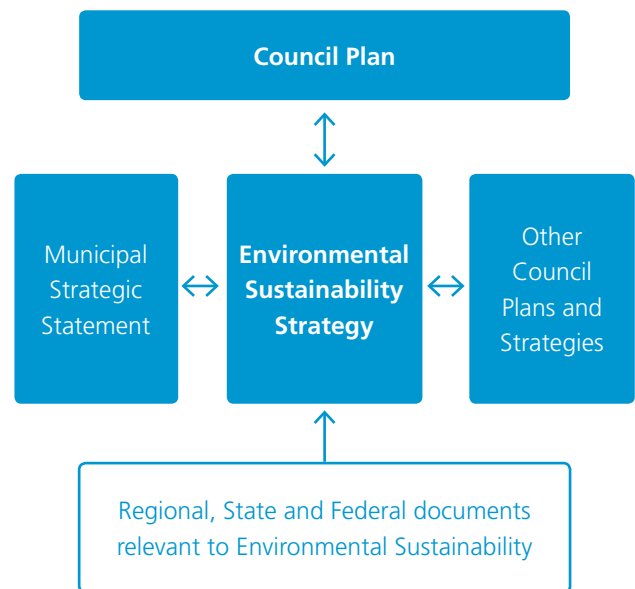 Council Plan
Municipal
Strategic
Statement
Environmental
Sustainability
Strategy
Other
Council
Plans and
Strategies
Regional, State and Federal documents
relevant to Environmental Sustainability